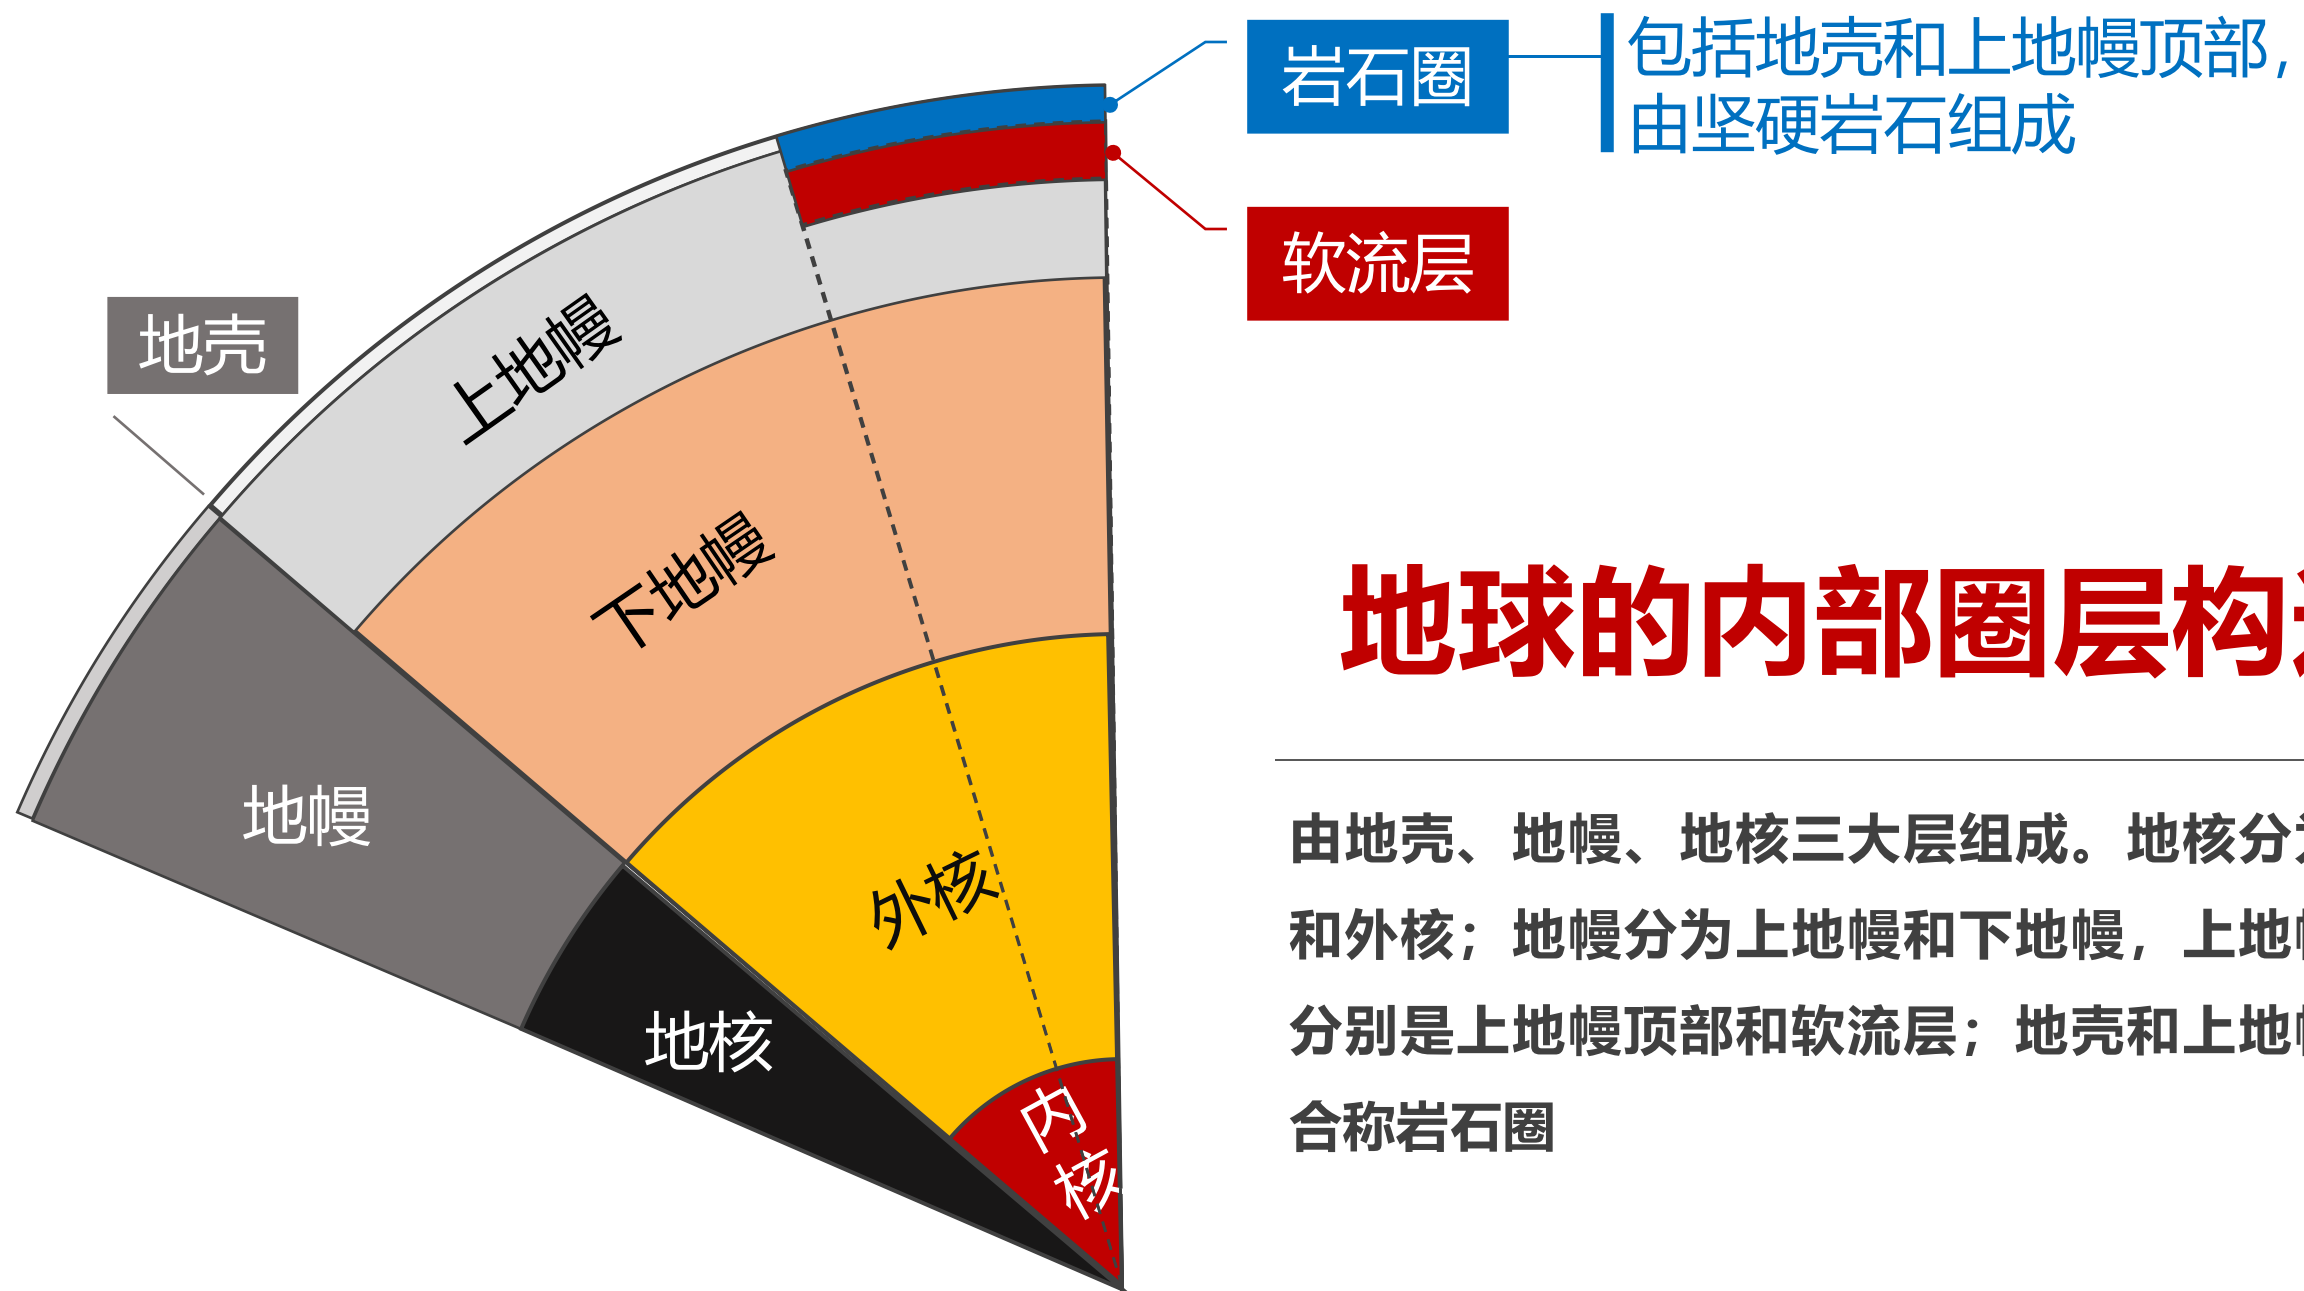 岩石圈
包括地壳和上地幔顶部，
由坚硬岩石组成
软流层
地壳
上地幔
下地幔
地幔
外核
地核
内核
地球的内部圈层构
由地壳、地幔、地核三大层组成。地核分
和外核；地幔分为上地幔和下地幔，上地
分别是上地幔顶部和软流层；地壳和上地
合称岩石圈